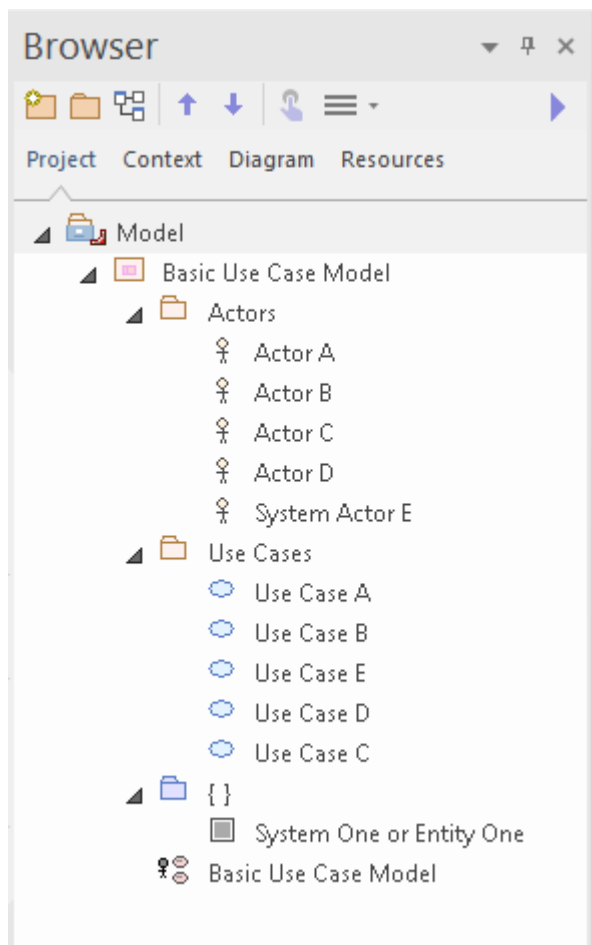 Browser
Project Context Diagram Resources
Model
Basic Use Case Model
Actors
Actor A
Actor B
Actor C
Actor D
System Actor E
Use Cases
Use Case A
Use Case B
Use Case E
Use Case D
Use Case C
{ }
System One or Entity One
Basic Use Case Model